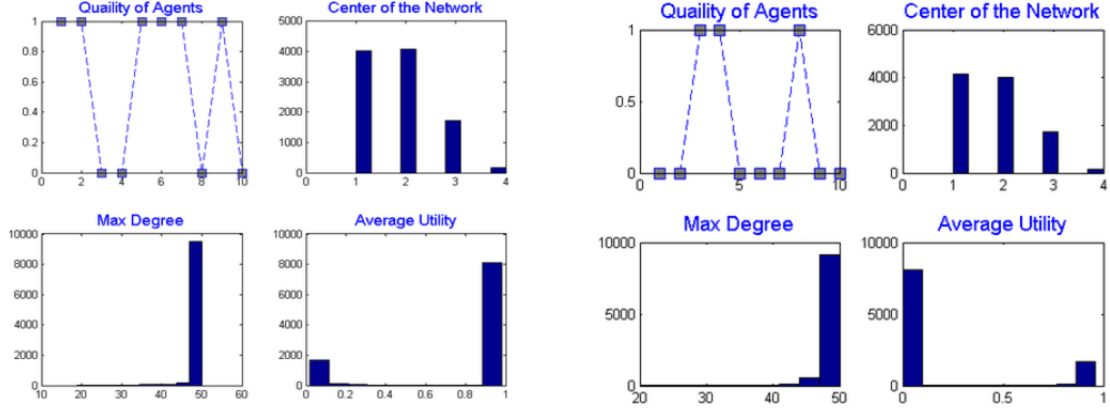 Quaility of Agents
1
0.8
0.6
0.4
0.2
0
0 2 4 6 8 10
Center of the Network
5000
4000
3000
2000
1000
0
0 1 2 3 4
Max Degree
10000
8000
6000
4000
2000
0
10 20 30 40 50 60
Average Utility
10000
8000
6000
4000
2000
0
0 0.2 0.4 0.6 0.8 1
Quaility of Agents
1
0.5
0
0 5 10
Center of the Network
6000
4000
2000
0
0 1 2 3 4
Max Degree
10000
5000
0
20 30 40 50
Average Utility
10000
5000
0
0 0.5 1